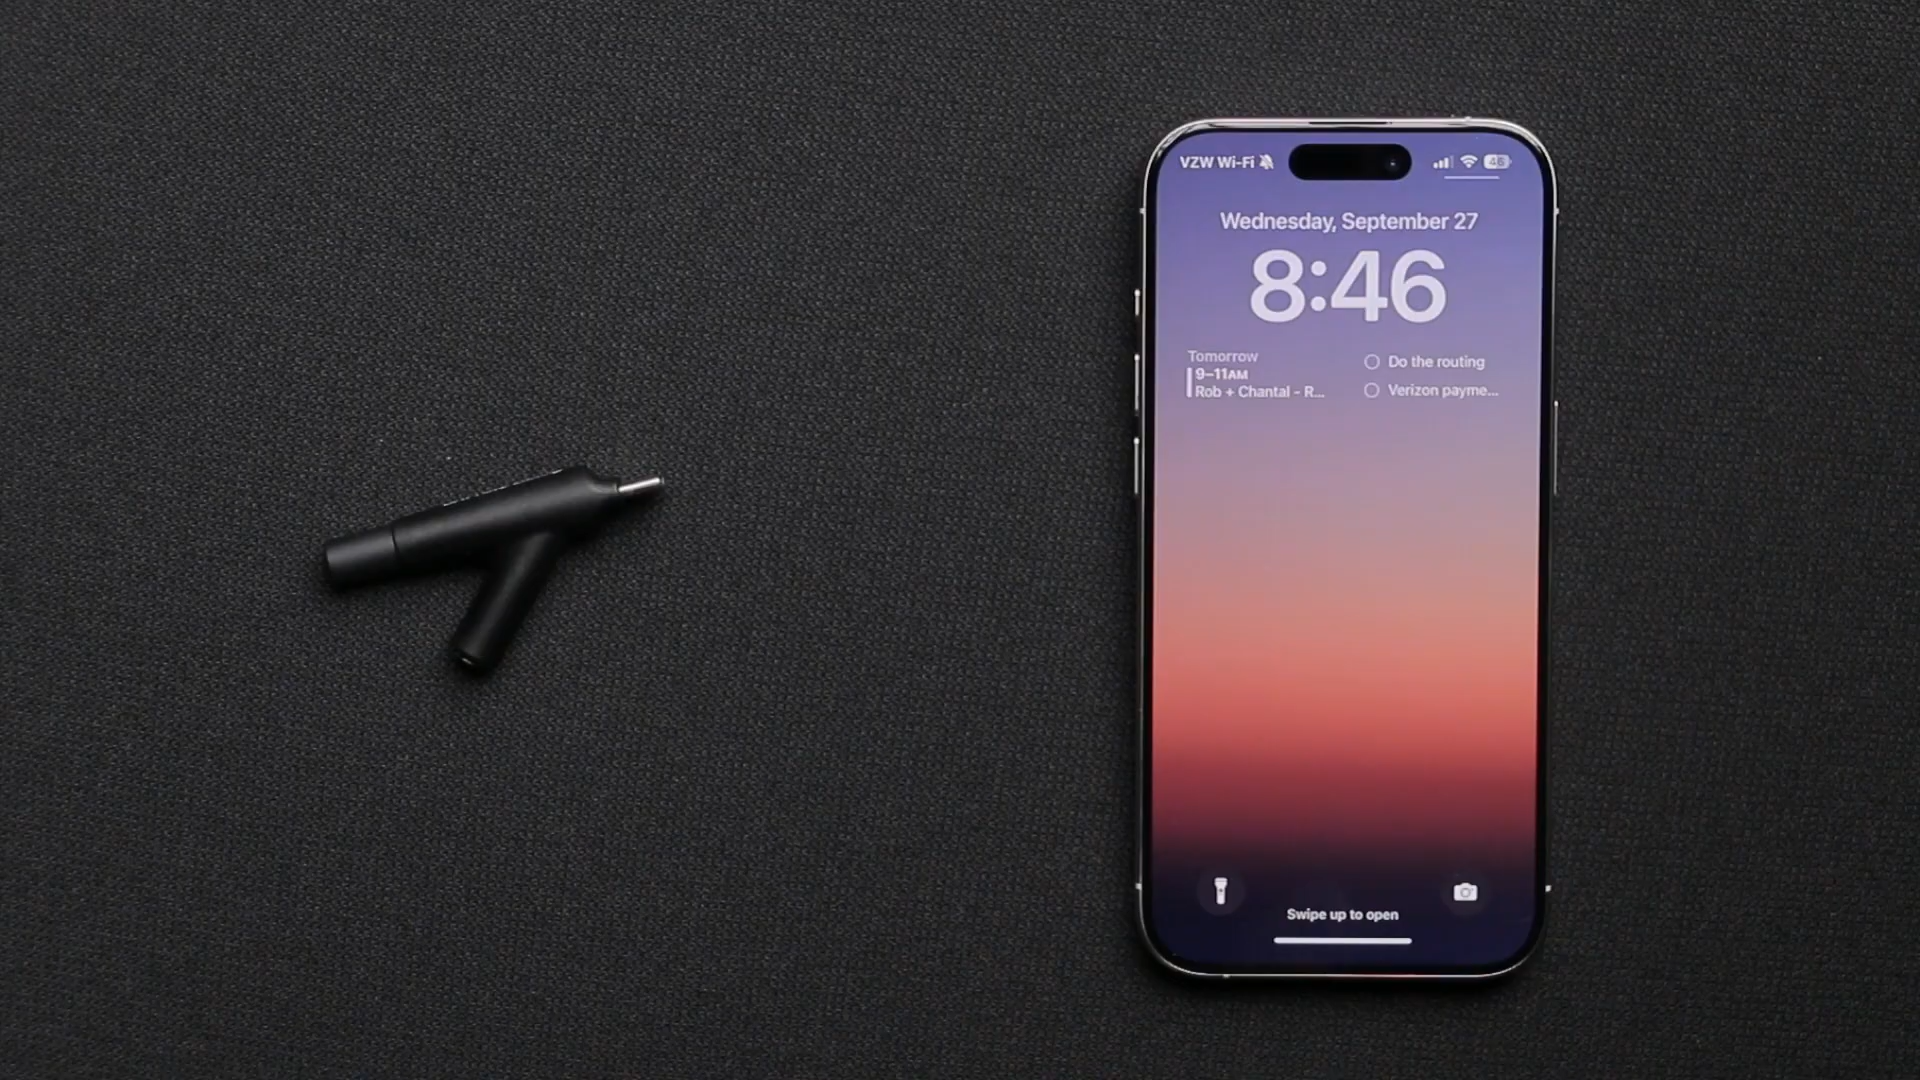 VZW Wi-Fi
46
Wednesday, September 27
8:46
Tomorrow
9–11AM
Rob + Chantal - R...
Do the routing
Verizon payme...
Swipe up to open